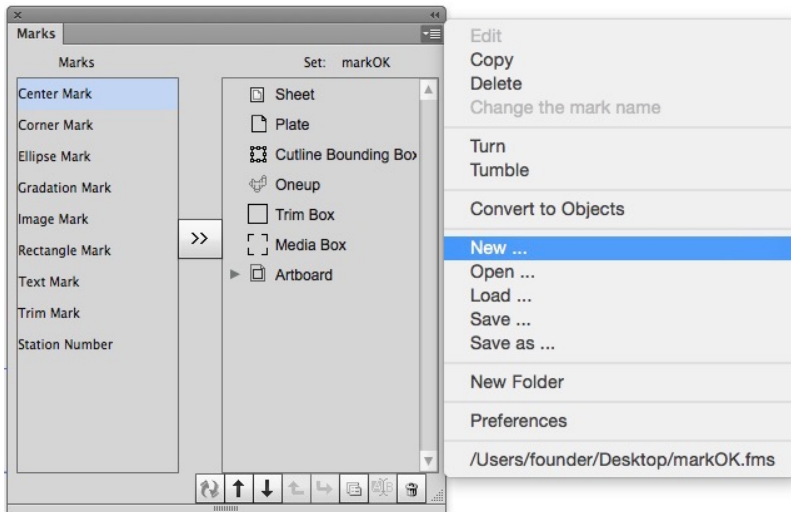 Marks
Marks
Set: markOK
Center Mark
Corner Mark
Ellipse Mark
Gradation Mark
Image Mark
Rectangle Mark
Text Mark
Trim Mark
Station Number
>>
Sheet
Plate
Cutline Bounding Box
Oneup
Trim Box
Media Box
Artboard
Edit
Copy
Delete
Change the mark name
Turn
Tumble
Convert to Objects
New ...
Open ...
Load ...
Save ...
Save as ...
New Folder
Preferences
/Users/founder/Desktop/markOK.fms